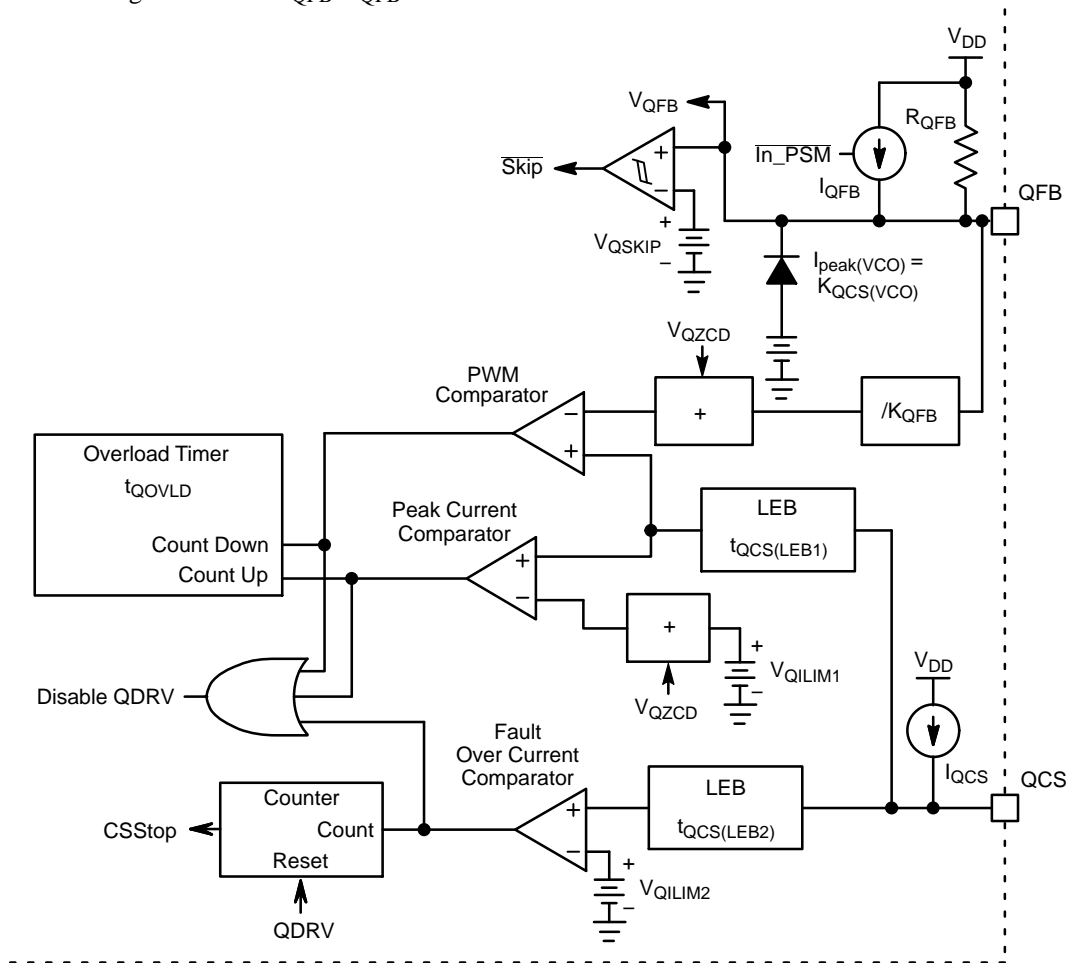 V_DD
V_QFB
R_QFB
In_PSM
Skip
I_QFB
QFB
+
−
+
V_QSKIP
−
I_peak(VCO) =
K_QCS(VCO)
V_QZCD
PWM
Comparator
−
+
+
/K_QFB
Overload Timer
t_QOVLD
Count Down
Count Up
Peak Current
Comparator
+
−
LEB
t_QCS(LEB1)
+
+
V_QILIM1
−
V_QZCD
V_DD
Disable QDRV
I_QCS
QCS
Fault
Over Current
Comparator
+
−
LEB
t_QCS(LEB2)
Counter
Count
Reset
CSStop
+
V_QILIM2
−
QDRV